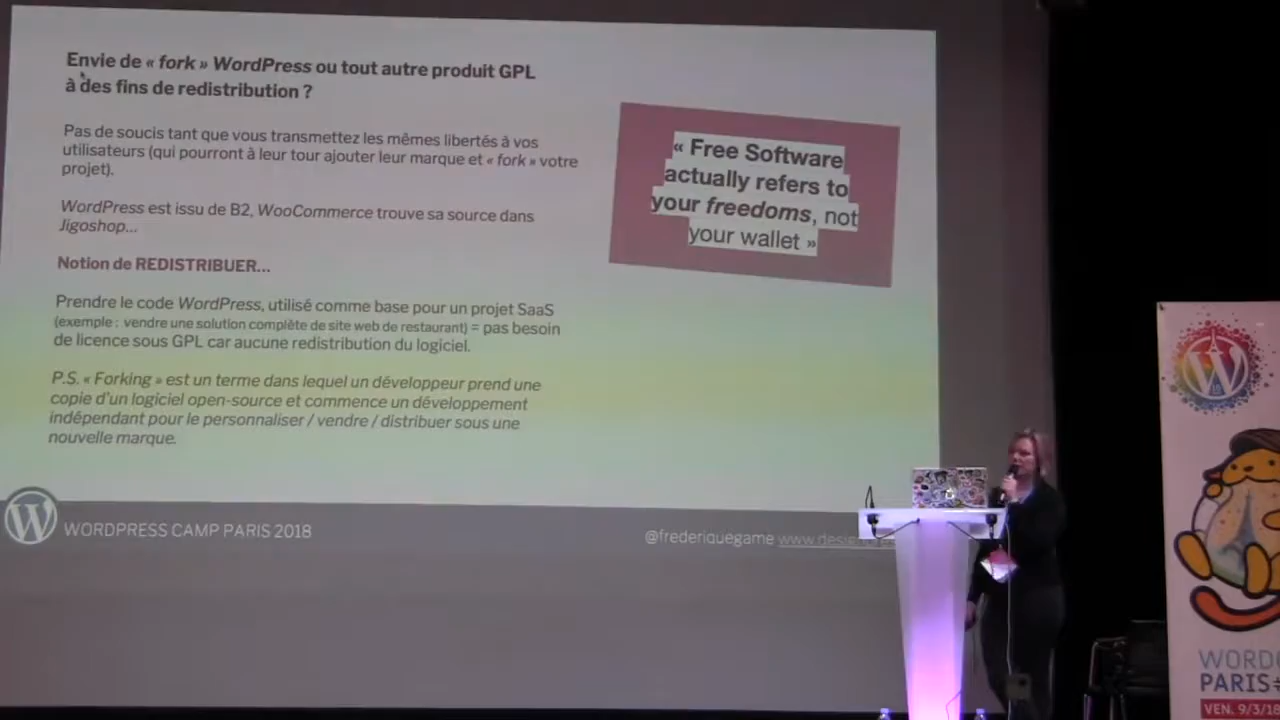 Envie de « fork » WordPress ou tout autre produit GPL
à des fins de redistribution ?
Pas de soucis tant que vous transmettez les mêmes libertés à vos
utilisateurs (qui pourront à leur tour ajouter leur marque et « fork » votre
projet).
WordPress est issu de B2, WooCommerce trouve sa source dans
Jigoshop...
Notion de REDISTRIBUER...
Prendre le code WordPress, utilisé comme base pour un projet SaaS
(exemple : vendre une solution complète de site web de restaurant) = pas besoin
de licence sous GPL car aucune redistribution du logiciel.
P.S. « Forking » est un terme dans lequel un développeur prend une
copie d'un logiciel open-source et commence un développement
indépendant pour le personnaliser / vendre / distribuer sous une
nouvelle marque.
« Free Software
actually refers to
your freedoms, not
your wallet »
WORDPRESS CAMP PARIS 2018
@frederiquegame
PARIS
VEN. 9/3/18